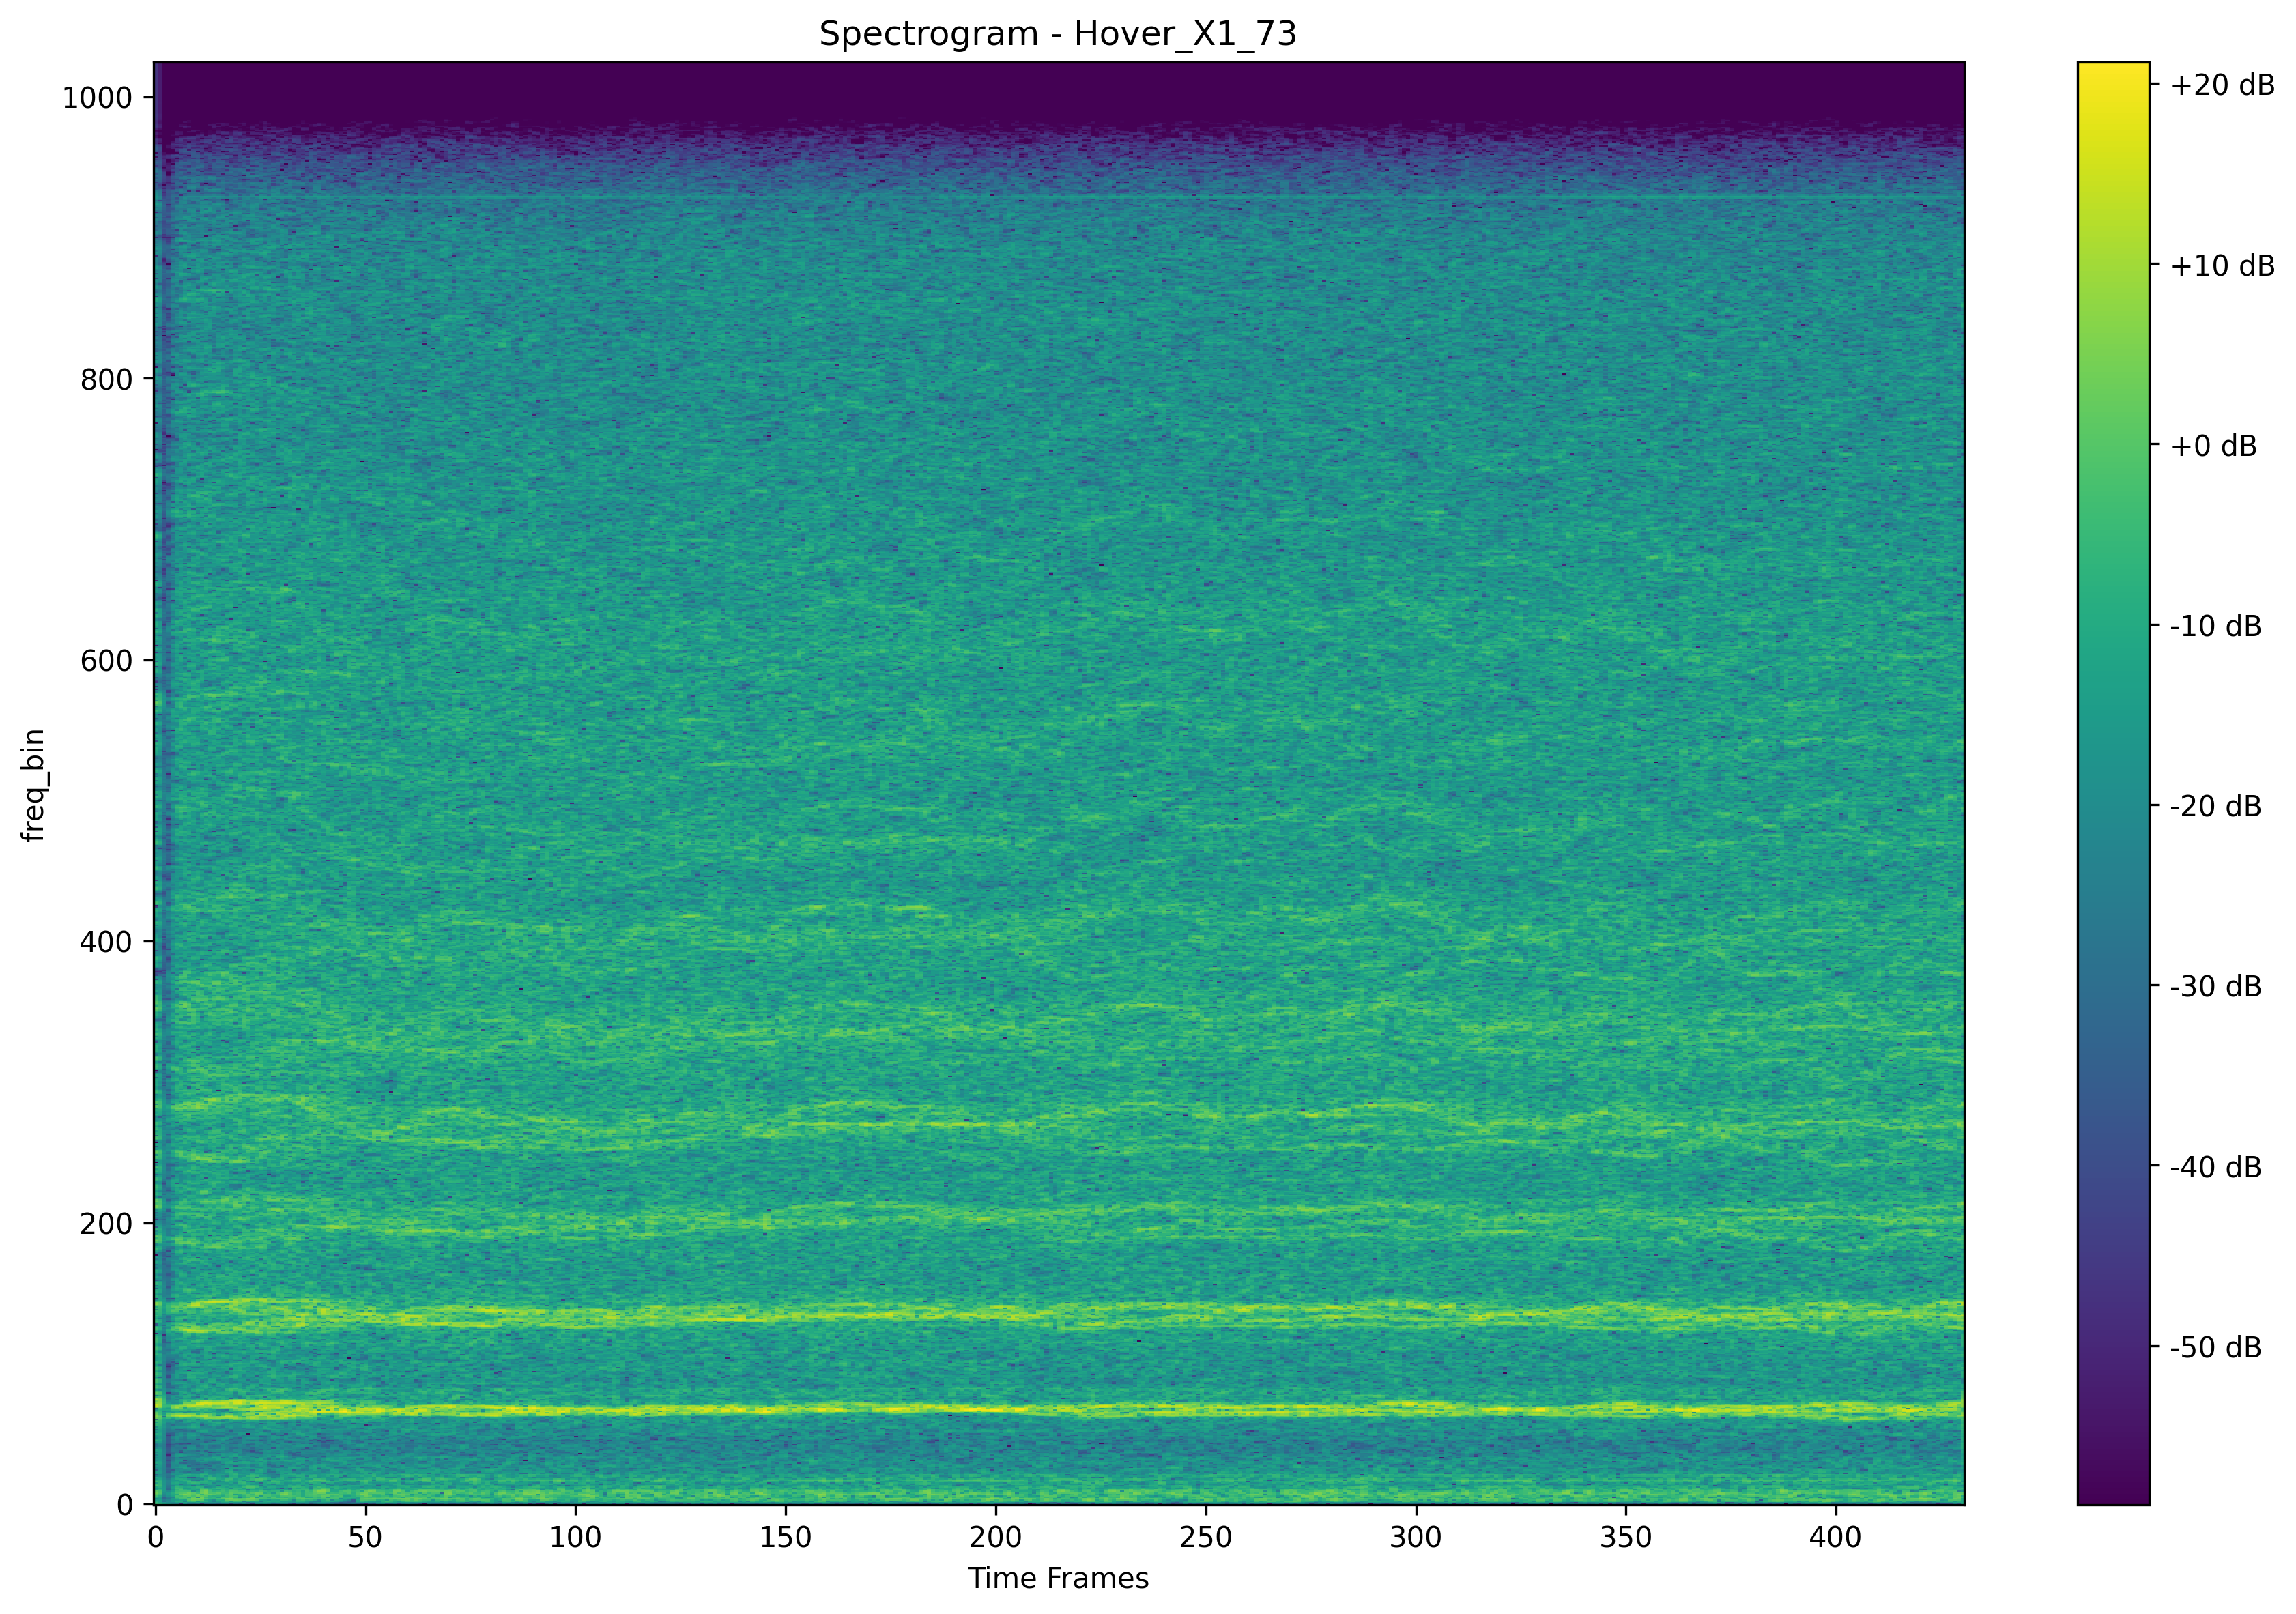 Spectrogram - Hover_X1_73
freq_bin
1000
800
600
400
200
0
0 50 100 150 200 250 300 350 400
Time Frames
+20 dB
+10 dB
+0 dB
-10 dB
-20 dB
-30 dB
-40 dB
-50 dB